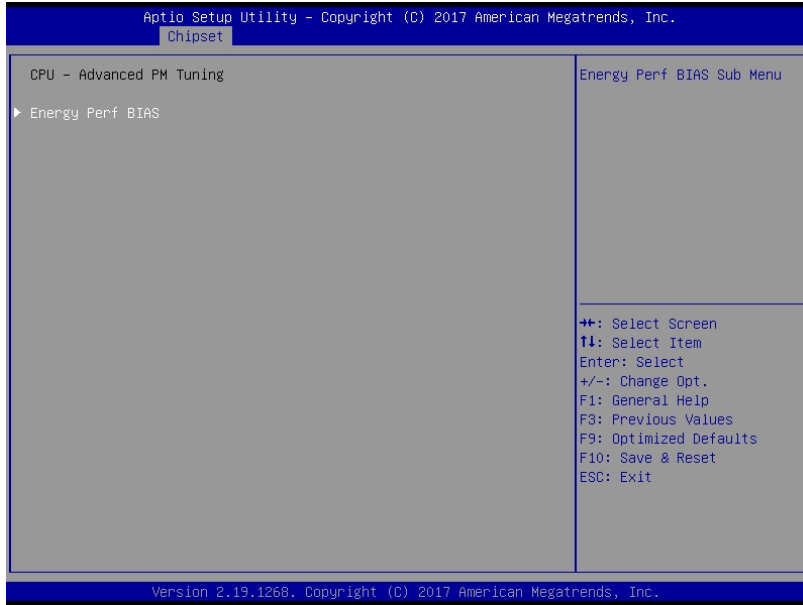 Aptio Setup Utility – Copyright (C) 2017 American Megatrends, Inc.
Chipset
CPU – Advanced PM Tuning
Energy Perf BIAS
Energy Perf BIAS Sub Menu
→←: Select Screen
↑↓: Select Item
Enter: Select
+/-: Change Opt.
F1: General Help
F3: Previous Values
F9: Optimized Defaults
F10: Save & Reset
ESC: Exit
Version 2.19.1268. Copyright (C) 2017 American Megatrends, Inc.